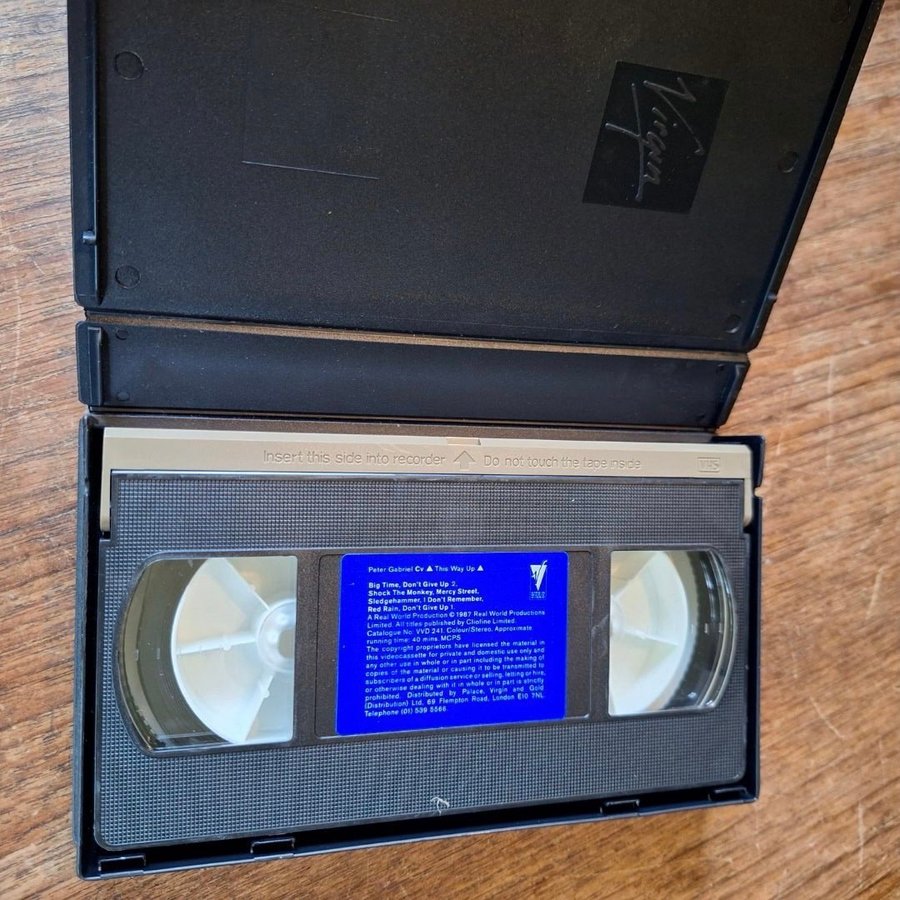 Virgin
Insert this side into recorder Do not touch the tape inside VHS
Peter Gabriel Cv ▲ This Way Up ▲
Big Time, Don't Give Up 2,
Shock The Monkey, Mercy Street,
Sledgehammer, I Don't Remember,
Red Rain, Don't Give Up 1.
A Real World Production © 1987 Real World Productions
Limited. All titles published by Cliofine Limited.
Catalogue No: VVD 241. Colour/Stereo. Approximate
running time: 40 mins. MCPS
The copyright proprietors have licensed the material in
this videocassette for private and domestic use only and
any other use in whole or in part including the making of
copies of the material or causing it to be transmitted to
subscribers of a diffusion service or selling, letting or hire,
or otherwise dealing with it in whole or in part is strictly
prohibited. Distributed by Palace, Virgin and Gold
(Distribution) Ltd, 69 Flempton Road, London E10 7NL
Telephone (01) 539 5566.